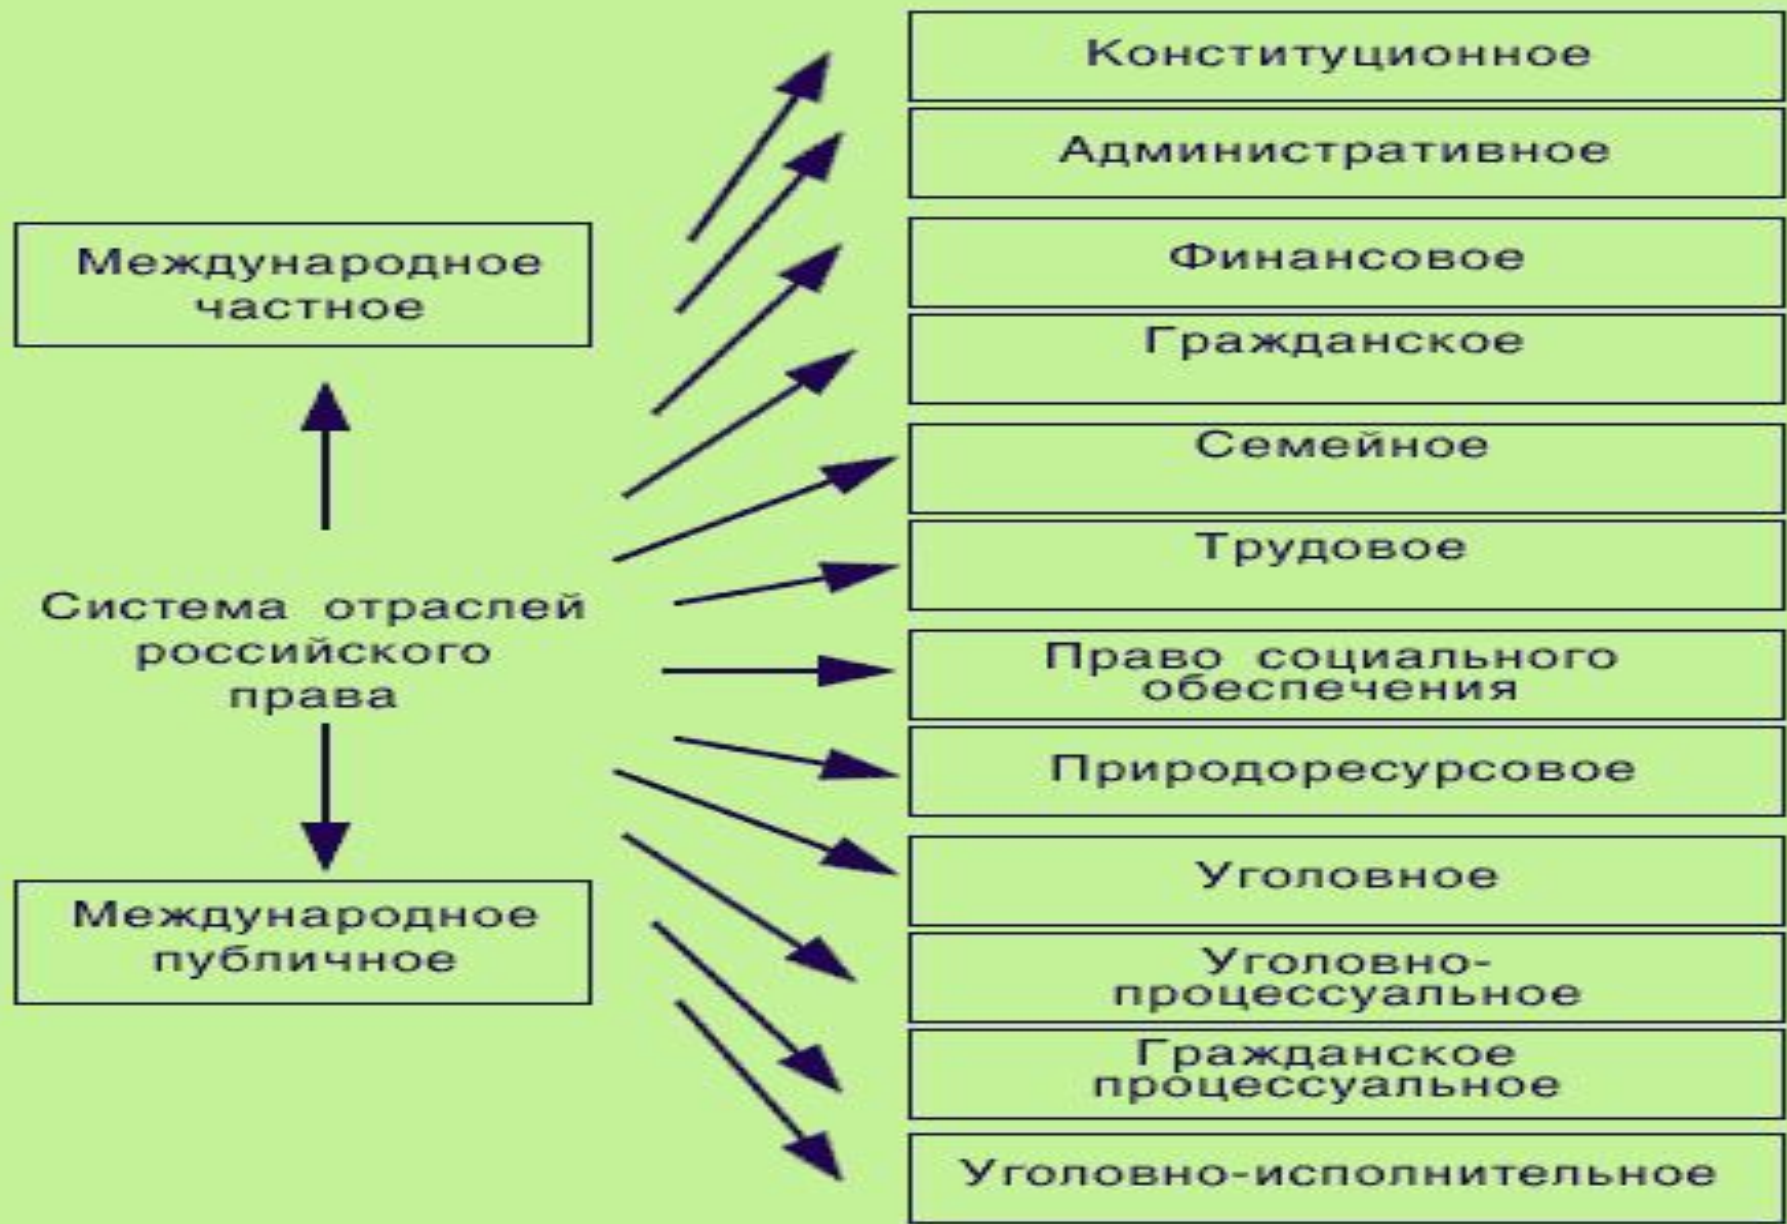 Международное
частное
Система отраслей
российского
права
Международное
публичное
Конституционное
Административное
Финансовое
Гражданское
Семейное
Трудовое
Право социального
обеспечения
Природоресурсовое
Уголовное
Уголовно-
процессуальное
Гражданское
процессуальное
Уголовно-исполнительное